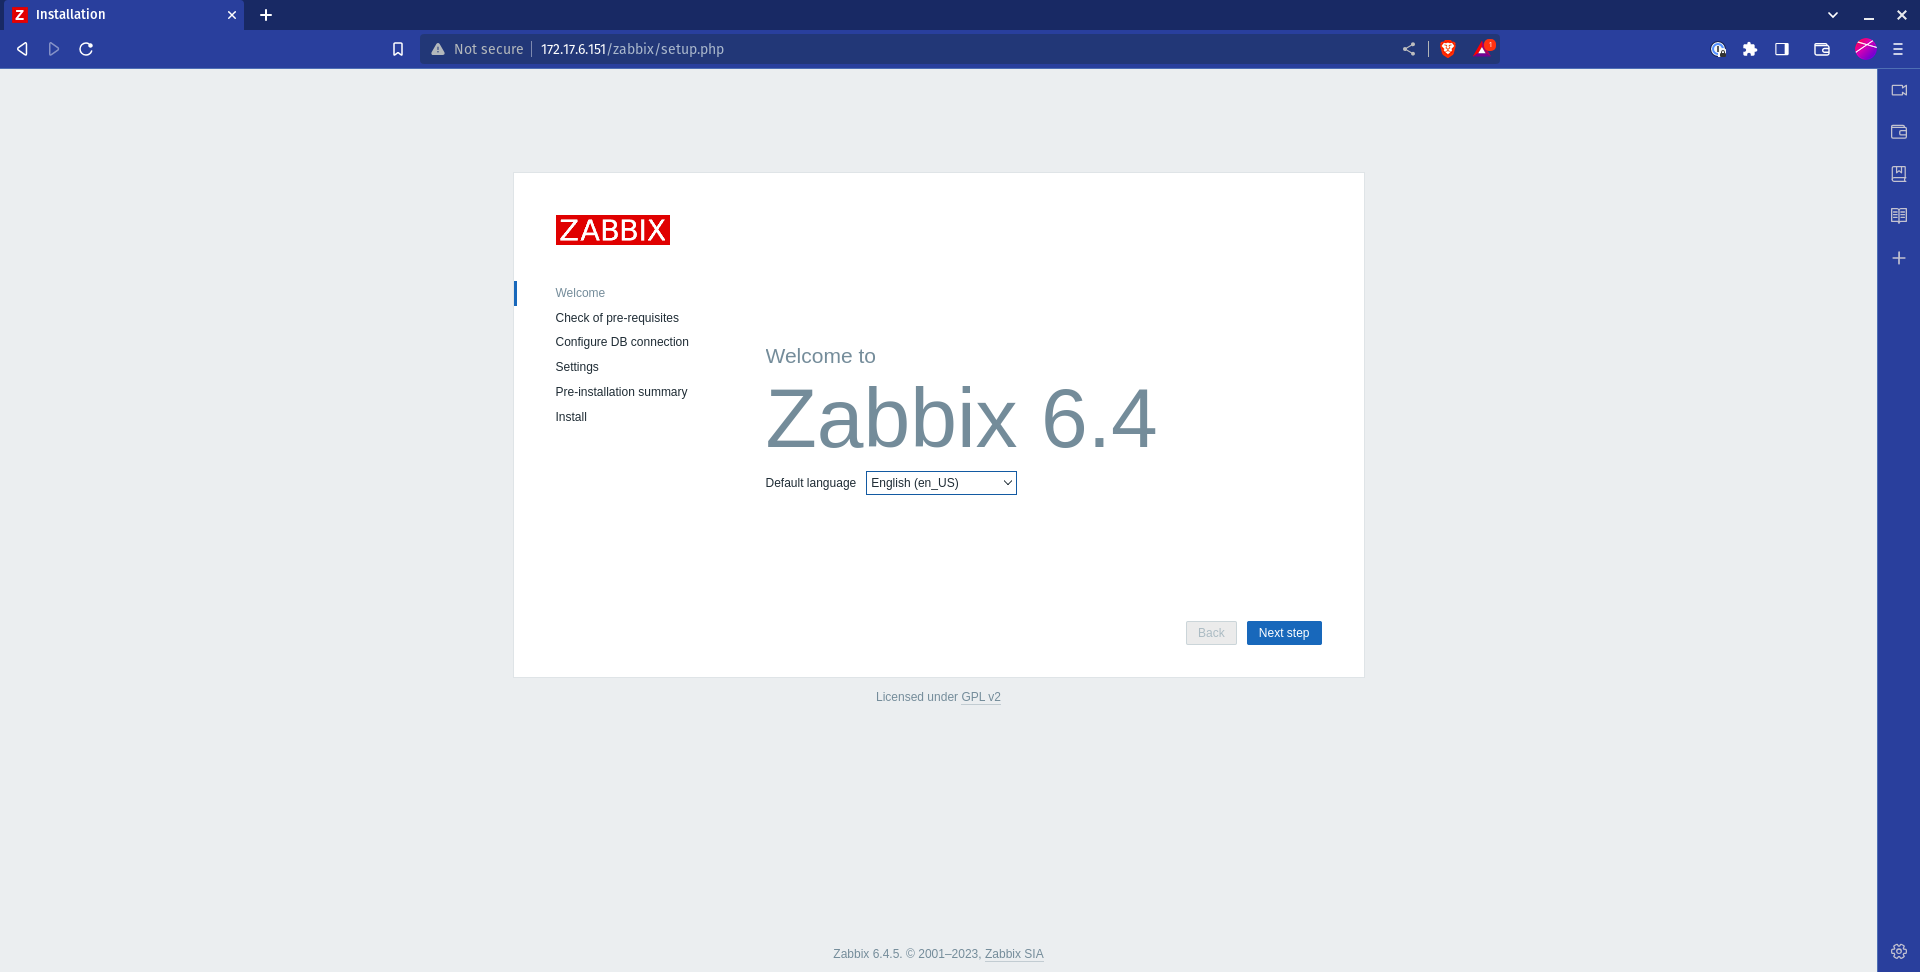 Installation
Not secure 172.17.6.151/zabbix/setup.php
1
ZABBIX
Welcome
Check of pre-requisites
Configure DB connection
Settings
Pre-installation summary
Install
Welcome to
Zabbix 6.4
Default language English (en_US)
Back Next step
Licensed under GPL v2
Zabbix 6.4.5. © 2001–2023, Zabbix SIA